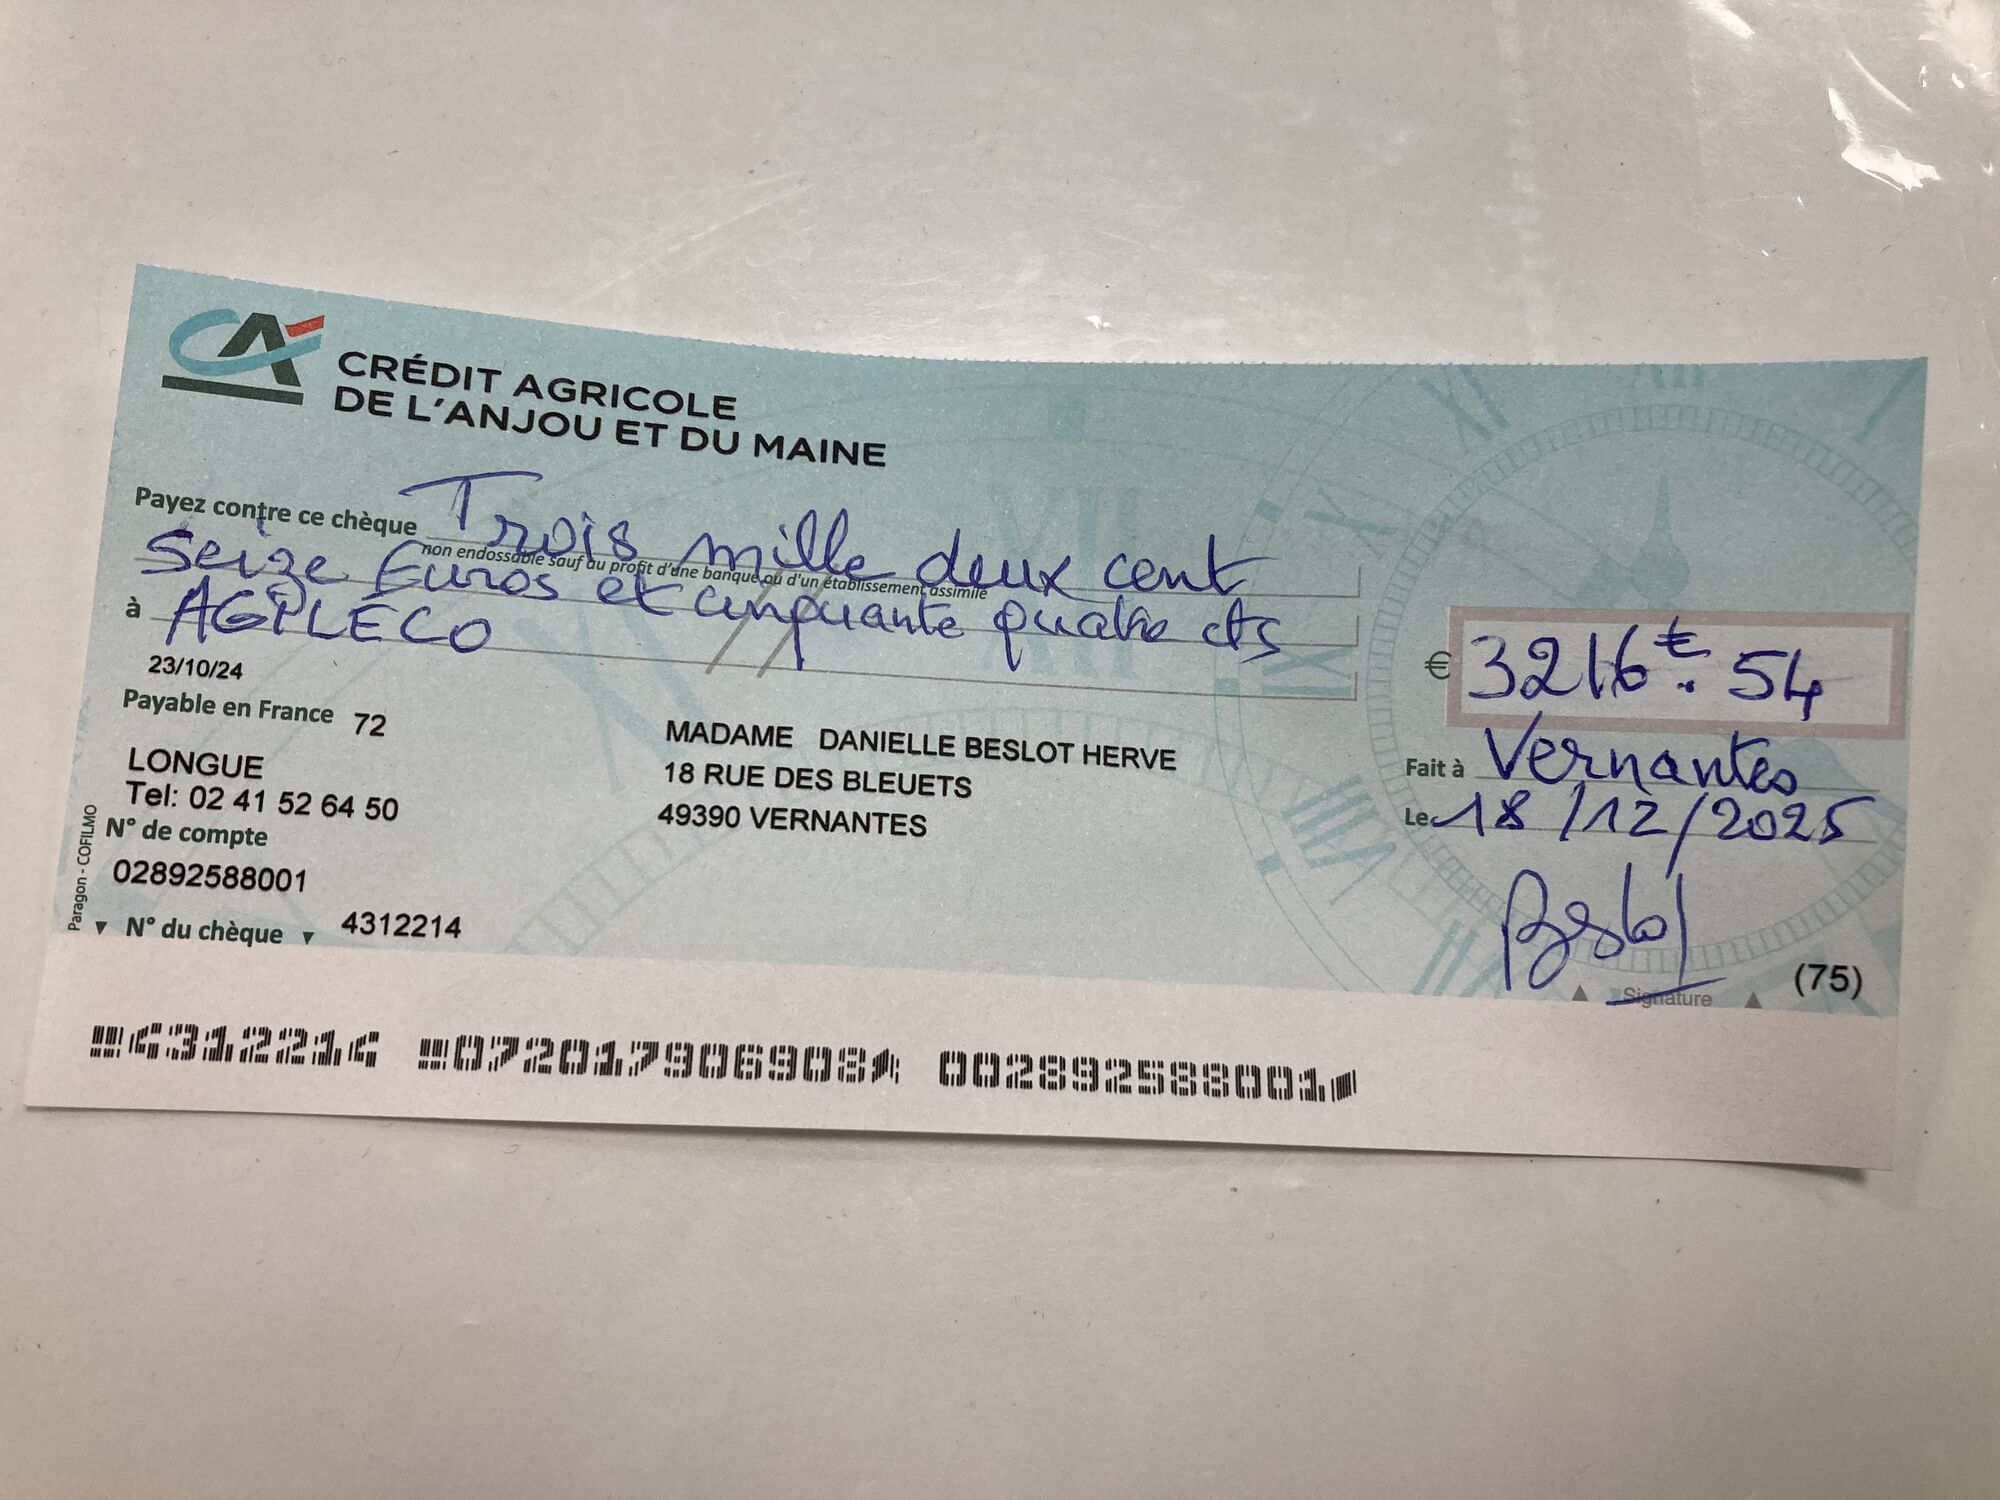 CRÉDIT AGRICOLE
DE L'ANJOU ET DU MAINE
Payez contre ce chèque Trois mille deux cent
non endossable sauf au profit d'une banque ou d'un établissement assimilé
seize Euros et cinquante quatre cts
à AGPLECO
€ 3216€.54
23/10/24
Payable en France 72
LONGUE
Tel: 02 41 52 64 50
N° de compte
02892588001
N° du chèque 4312214
Paragon - COFILMO
MADAME DANIELLE BESLOT HERVE
18 RUE DES BLEUETS
49390 VERNANTES
Fait à Vernantes
Le 18/12/2025
Beslot
Signature
(75)
4312214 072017906908 002892588001